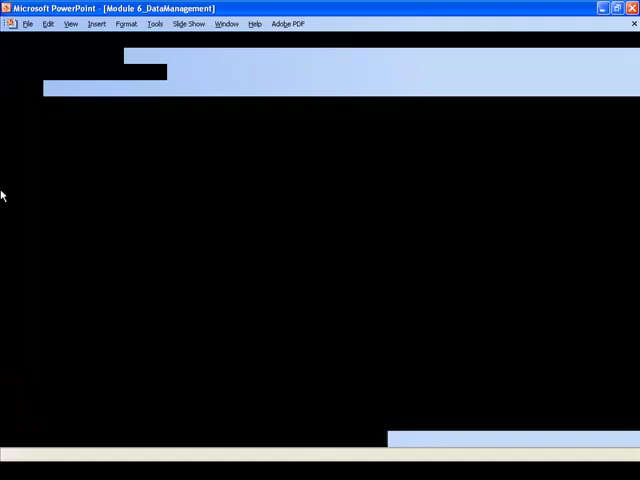 Microsoft PowerPoint - [Module 6_DataManagement]
File Edit View Insert Format Tools Slide Show Window Help Adobe PDF